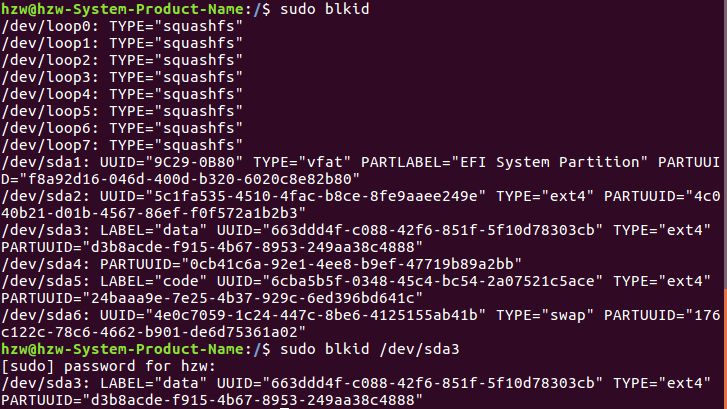 hzw@hzw-System-Product-Name:/$ sudo blkid
/dev/loop0: TYPE="squashfs"
/dev/loop1: TYPE="squashfs"
/dev/loop2: TYPE="squashfs"
/dev/loop3: TYPE="squashfs"
/dev/loop4: TYPE="squashfs"
/dev/loop5: TYPE="squashfs"
/dev/loop6: TYPE="squashfs"
/dev/loop7: TYPE="squashfs"
/dev/sda1: UUID="9C29-0B80" TYPE="vfat" PARTLABEL="EFI System Partition" PARTUUI
D="f8a92d16-046d-400d-b320-6020c8e82b80"
/dev/sda2: UUID="5c1fa535-4510-4fac-b8ce-8fe9aaee249e" TYPE="ext4" PARTUUID="4c0
040b21-d01b-4567-86ef-f0f572a1b2b3"
/dev/sda3: LABEL="data" UUID="663ddd4f-c088-42f6-851f-5f10d78303cb" TYPE="ext4"
PARTUUID="d3b8acde-f915-4b67-8953-249aa38c4888"
/dev/sda4: PARTUUID="0cb41c6a-92e1-4ee8-b9ef-47719b89a2bb"
/dev/sda5: LABEL="code" UUID="6cba5b5f-0348-45c4-bc54-2a07521c5ace" TYPE="ext4"
PARTUUID="24baaa9e-7e25-4b37-929c-6ed396bd641c"
/dev/sda6: UUID="4e0c7059-1c24-447c-8be6-4125155ab41b" TYPE="swap" PARTUUID="176
c122c-78c6-4662-b901-de6d75361a02"
hzw@hzw-System-Product-Name:/$ sudo blkid /dev/sda3
[sudo] password for hzw:
/dev/sda3: LABEL="data" UUID="663ddd4f-c088-42f6-851f-5f10d78303cb" TYPE="ext4"
PARTUUID="d3b8acde-f915-4b67-8953-249aa38c4888"